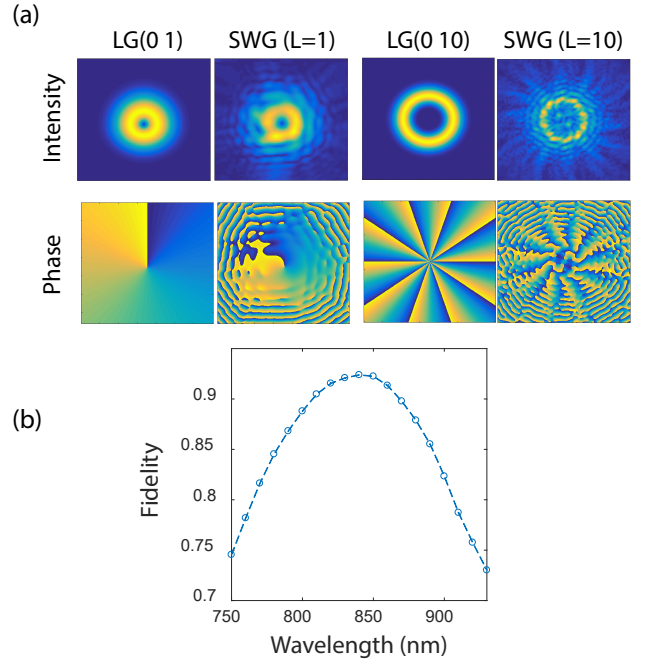 (a)
LG(0 1) SWG (L=1) LG(0 10) SWG (L=10)
Intensity
Phase
(b)
Fidelity
0.9
0.85
0.8
0.75
0.7
750 800 850 900
Wavelength (nm)